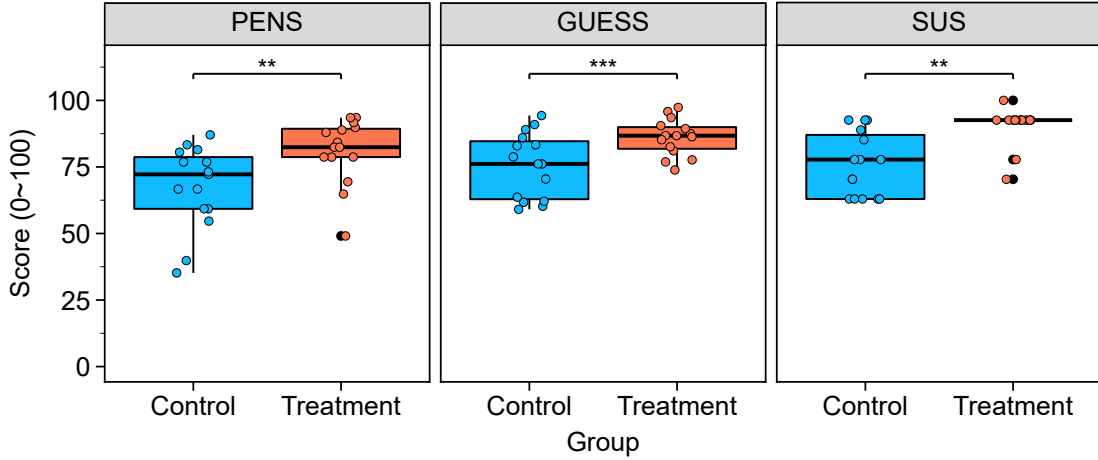 PENS GUESS SUS
** *** **
Score (0~100)
100
75
50
25
0
Control Treatment Control Treatment Control Treatment
Group